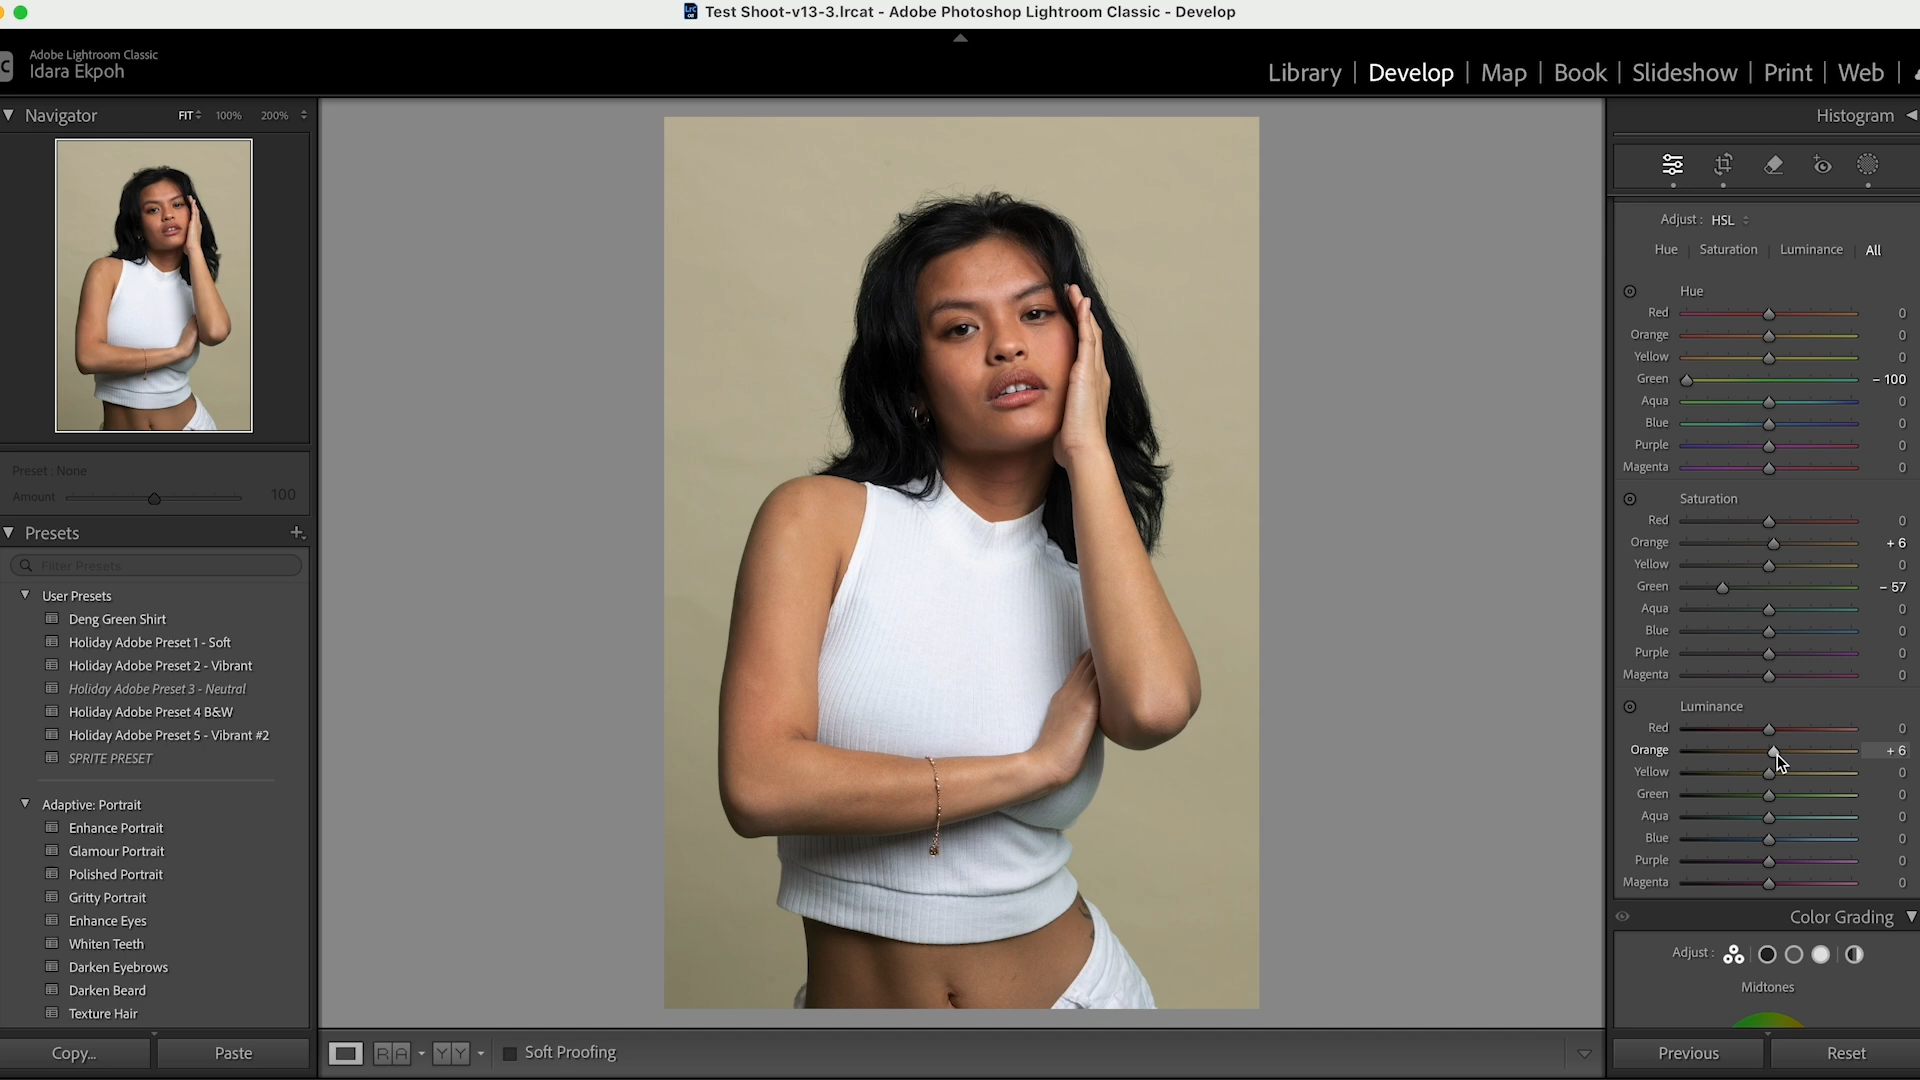 Test Shoot-v13-3.lrcat - Adobe Photoshop Lightroom Classic - Develop
Adobe Lightroom Classic
Idara Ekpoh
Library | Develop | Map | Book | Slideshow | Print | Web |
Navigator FIT 100% 200%
Histogram
Preset : None
Amount 100
Presets
Filter Presets
User Presets
Deng Green Shirt
Holiday Adobe Preset 1 - Soft
Holiday Adobe Preset 2 - Vibrant
Holiday Adobe Preset 3 - Neutral
Holiday Adobe Preset 4 B&W
Holiday Adobe Preset 5 - Vibrant #2
SPRITE PRESET
Adaptive: Portrait
Enhance Portrait
Glamour Portrait
Polished Portrait
Gritty Portrait
Enhance Eyes
Whiten Teeth
Darken Eyebrows
Darken Beard
Texture Hair
Copy... Paste
R A Y Y Soft Proofing
Adjust : HSL
Hue | Saturation | Luminance | All
Hue
Red 0
Orange 0
Yellow 0
Green - 100
Aqua 0
Blue 0
Purple 0
Magenta 0
Saturation
Red 0
Orange + 6
Yellow 0
Green - 57
Aqua 0
Blue 0
Purple 0
Magenta 0
Luminance
Red 0
Orange + 6
Yellow 0
Green 0
Aqua 0
Blue 0
Purple 0
Magenta 0
Color Grading
Adjust :
Midtones
Previous Reset